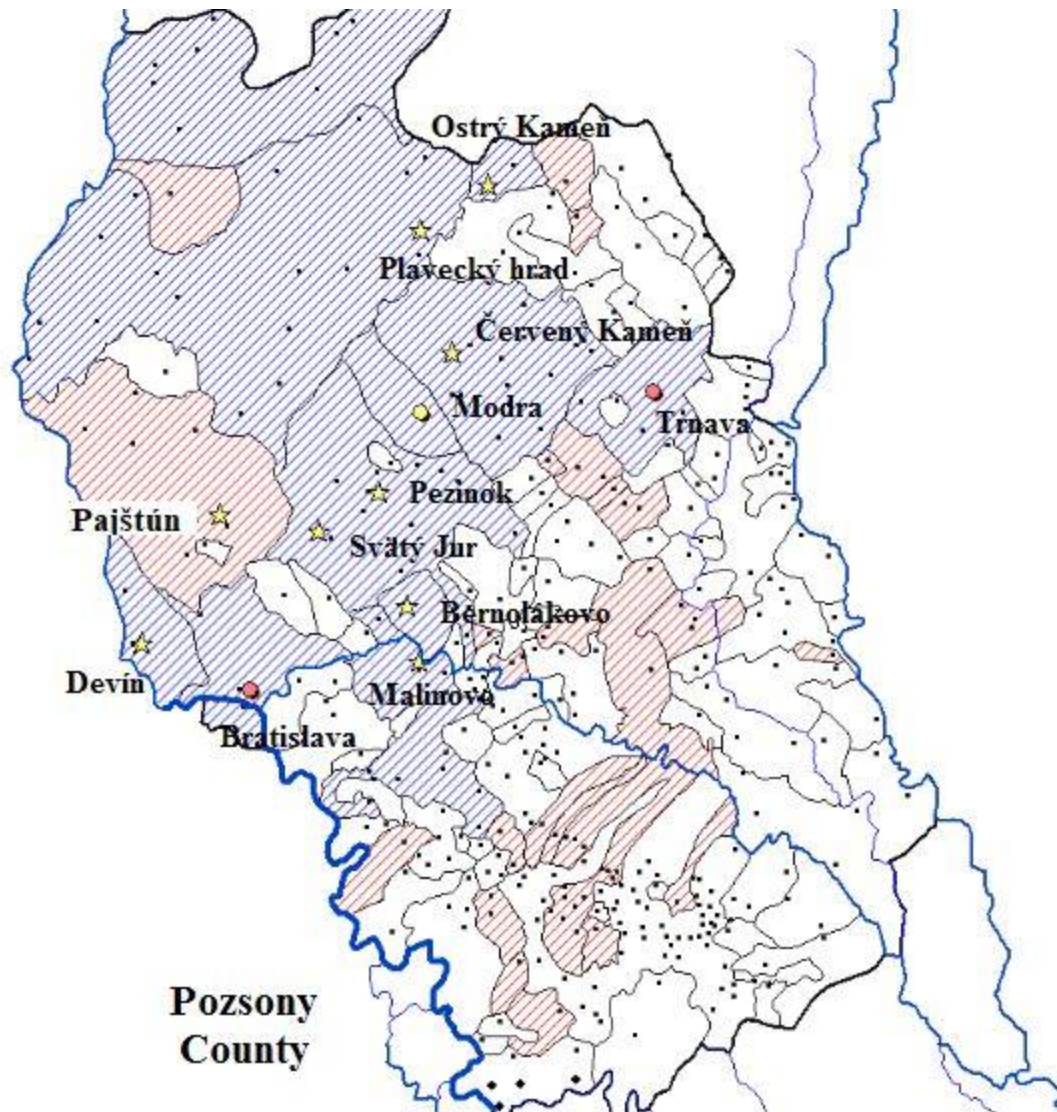 Ostrý Kameň
Plavecký hrad
Červený Kameň
Modra
Trnava
Pezinok
Pajštún
Svätý Jur
Bernolákovo
Devín
Malinovo
Bratislava
Pozsony
County